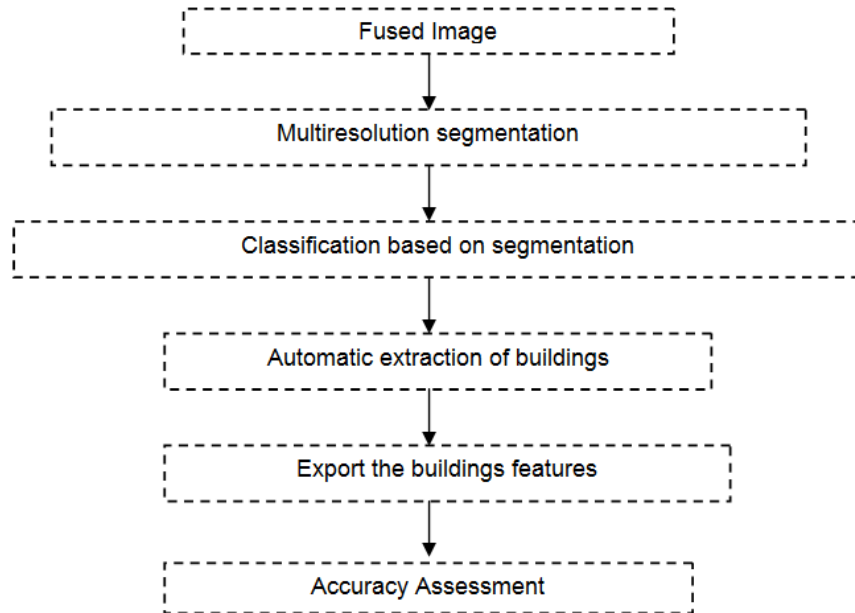 Fused Image
Multiresolution segmentation
Classification based on segmentation
Automatic extraction of buildings
Export the buildings features
Accuracy Assessment